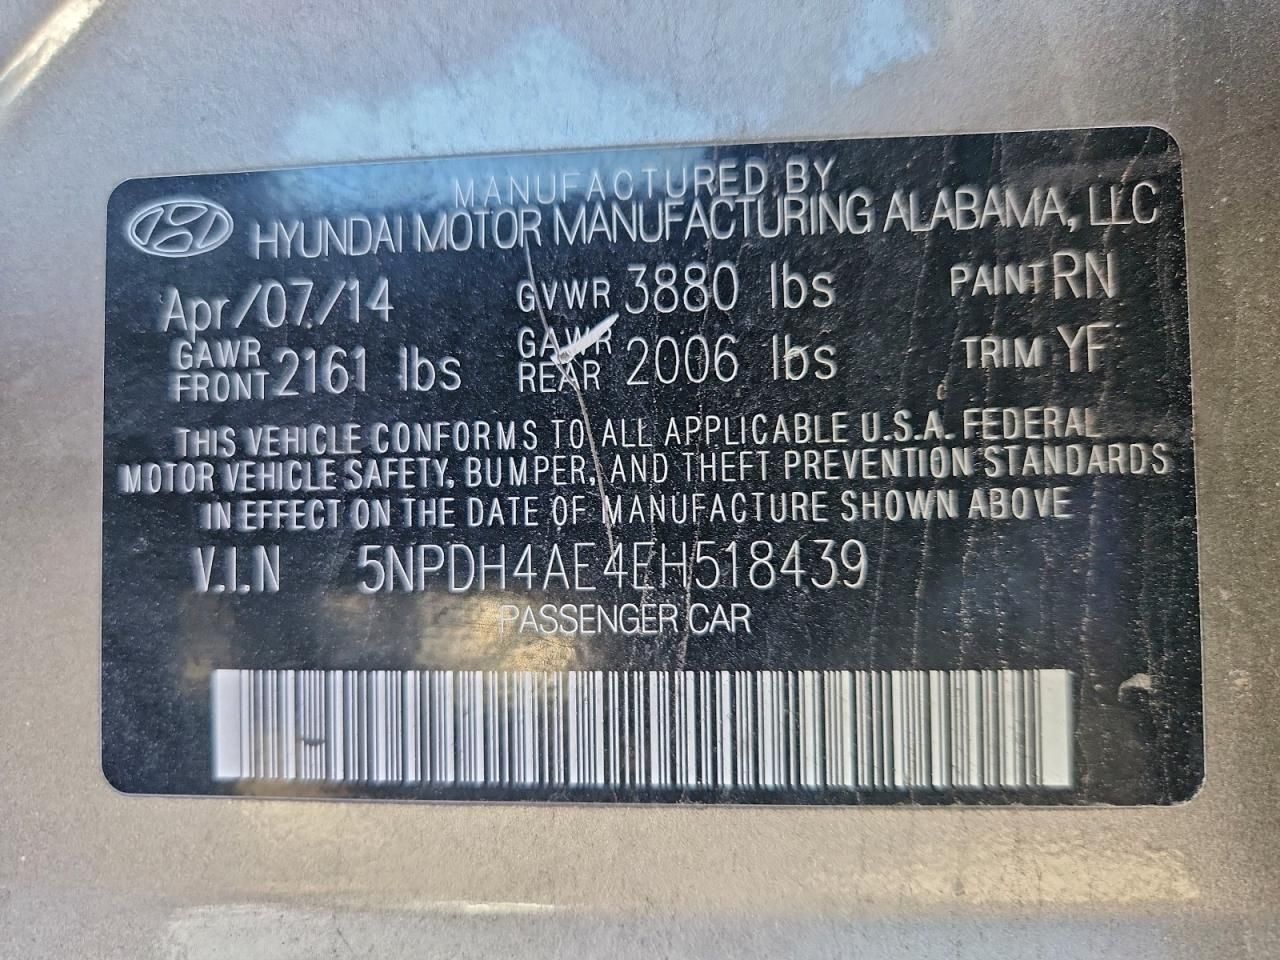 MANUFACTURED BY
HYUNDAI MOTOR MANUFACTURING ALABAMA, LLC
Apr/07/14 GVWR 3880 lbs PAINT RN
GAWR FRONT 2161 lbs GAWR REAR 2006 lbs TRIM YF
THIS VEHICLE CONFORMS TO ALL APPLICABLE U.S.A. FEDERAL
MOTOR VEHICLE SAFETY, BUMPER, AND THEFT PREVENTION STANDARDS
IN EFFECT ON THE DATE OF MANUFACTURE SHOWN ABOVE
V.I.N 5NPDH4AE4EH518439
PASSENGER CAR